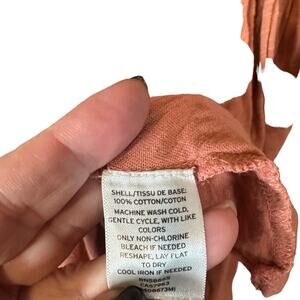 SHELL/TISSU DE BASE:
100% COTTON/COTON
MACHINE WASH COLD,
GENTLE CYCLE, WITH LIKE
COLORS
ONLY NON-CHLORINE
BLEACH IF NEEDED
RESHAPE, LAY FLAT
TO DRY
COOL IRON IF NEEDED